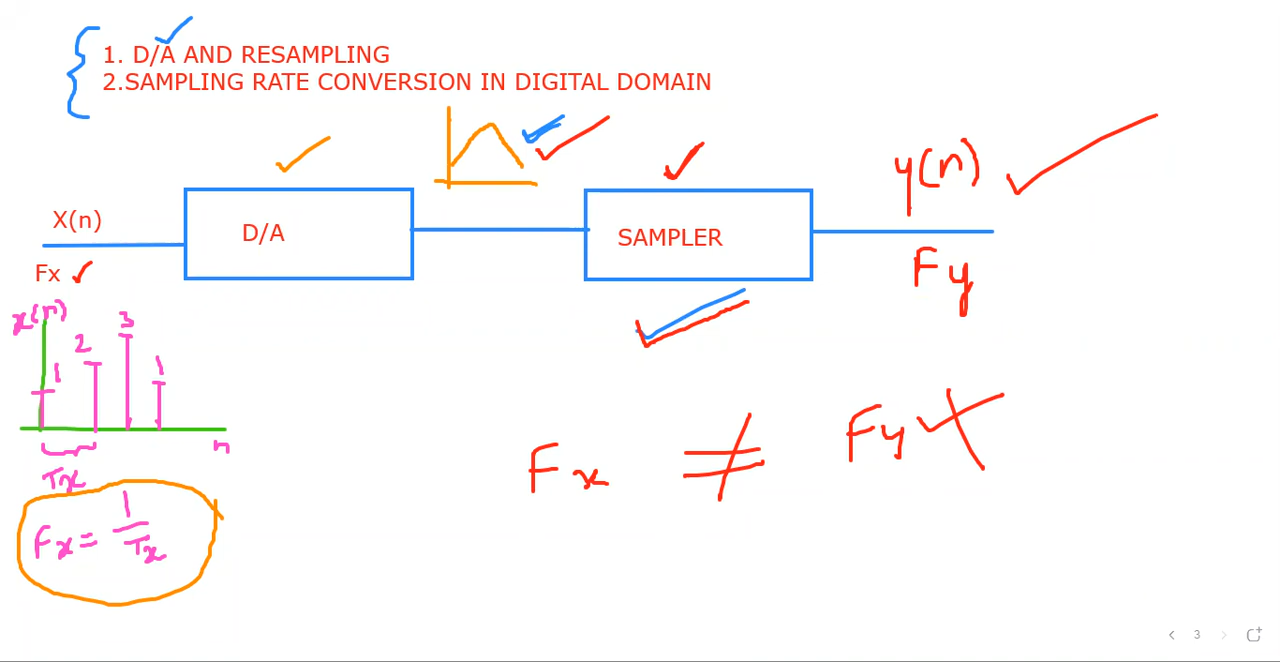 1. D/A AND RESAMPLING
2.SAMPLING RATE CONVERSION IN DIGITAL DOMAIN
X(n)
D/A
SAMPLER
y(n)
Fx
Fy
x(n)
1 2 3 1
n
Tx
Fx = 1/Tx
Fx ≠ Fy
3